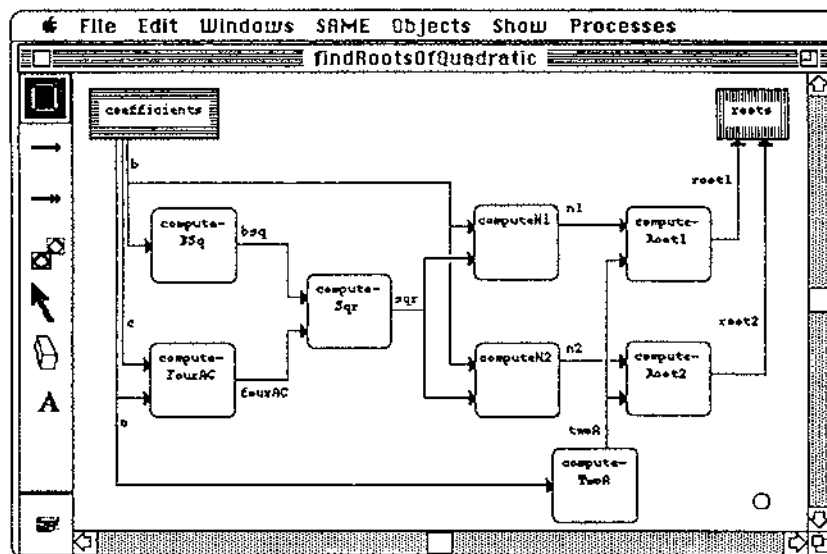 File Edit Windows SAME Objects Show Processes
findRootsOfQuadratic
coefficients
roots
b
root1
compute-
BSq
bsq
computeN1
n1
compute-
Root1
compute-
Sqr
sqr
c
root2
compute-
FourAC
fourAC
computeN2
n2
compute-
Root2
a
twoA
compute-
TwoA
A